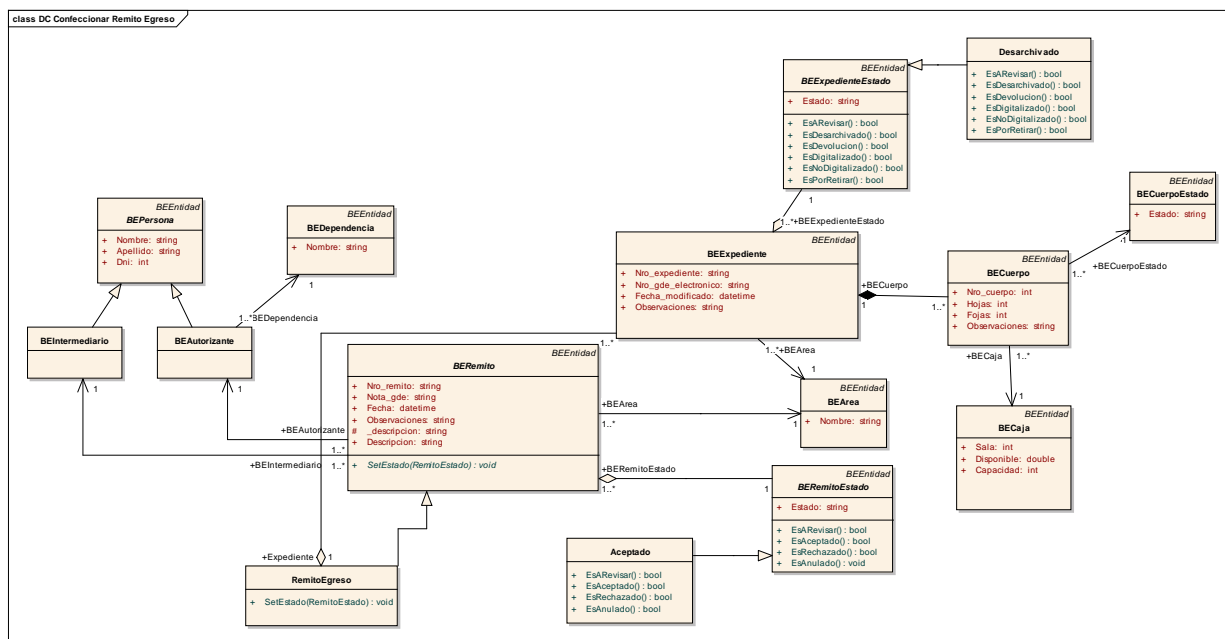 class DC Confeccionar Remito Egreso
BEEntidad
BEExpedienteEstado
+ Estado: string
+ EsARevisar() : bool
+ EsDesarchivado() : bool
+ EsDevolucion() : bool
+ EsDigitalizado() : bool
+ EsNoDigitalizado() : bool
+ EsPorRetirar() : bool
Desarchivado
+ EsARevisar() : bool
+ EsDesarchivado() : bool
+ EsDevolucion() : bool
+ EsDigitalizado() : bool
+ EsNoDigitalizado() : bool
+ EsPorRetirar() : bool
1
1..*
+BEExpedienteEstado
BEEntidad
BEPersona
+ Nombre: string
+ Apellido: string
+ Dni: int
BEEntidad
BEDependencia
+ Nombre: string
1
1..*
+BEDependencia
BEEntidad
BECuerpoEstado
+ Estado: string
1
+BECuerpoEstado
1..*
BEEntidad
BEExpediente
+ Nro_expediente: string
+ Nro_gde_electronico: string
+ Fecha_modificado: datetime
+ Observaciones: string
+BECuerpo
1
1..*
BEEntidad
BECuerpo
+ Nro_cuerpo: int
+ Hojas: int
+ Fojas: int
+ Observaciones: string
BEIntermediario
1
BEAutorizante
1
1..*
1..*
+BEArea
1
+BECaja
1..*
1
BEEntidad
BERemito
+ Nro_remito: string
+ Nota_gde: string
+ Fecha: datetime
+ Observaciones: string
# _descripcion: string
+ Descripcion: string
+ SetEstado(RemitoEstado) : void
+BEAutorizante
1..*
+BEIntermediario
1..*
+BEArea
1..*
1
BEEntidad
BEArea
+ Nombre: string
BEEntidad
BECaja
+ Sala: int
+ Disponible: double
+ Capacidad: int
+BERemitoEstado
1..*
1
BEEntidad
BERemitoEstado
+ Estado: string
+ EsARevisar() : bool
+ EsAceptado() : bool
+ EsRechazado() : bool
+ EsAnulado() : void
Aceptado
+ EsARevisar() : bool
+ EsAceptado() : bool
+ EsRechazado() : bool
+ EsAnulado() : bool
+Expediente
1
RemitoEgreso
+ SetEstado(RemitoEstado) : void